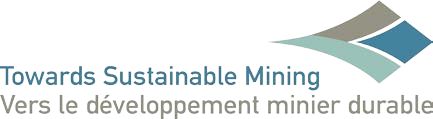 Towards Sustainable Mining
Vers le développement minier durable